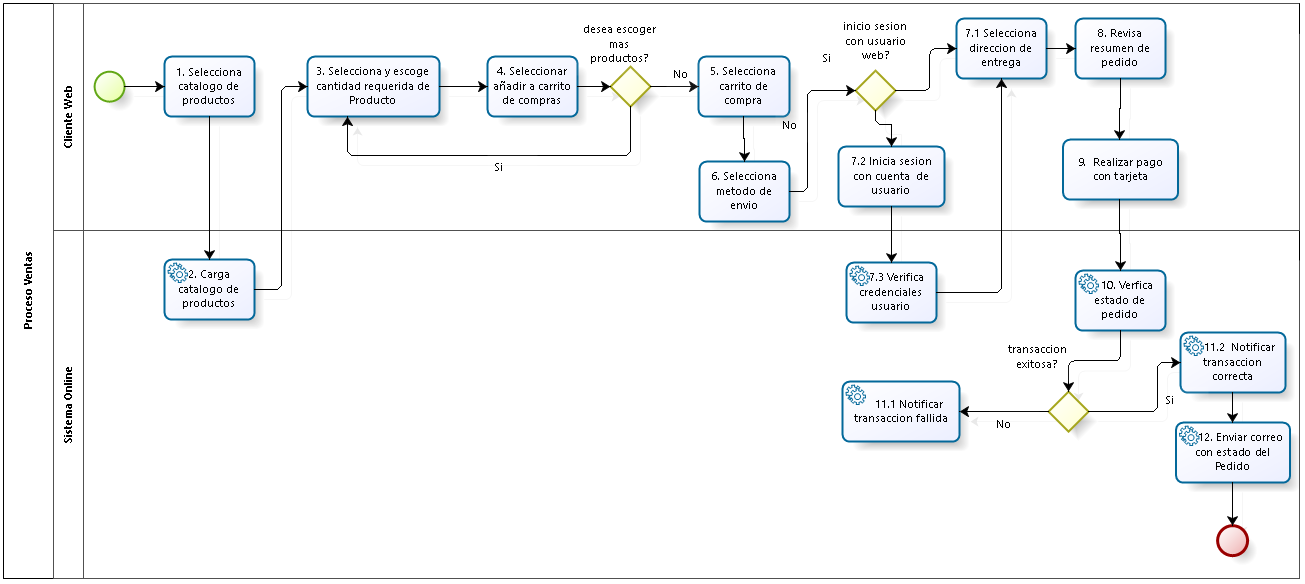 Proceso Ventas
Cliente Web
1. Selecciona
catalogo de
productos
3. Selecciona y escoge
cantidad requerida de
Producto
4. Seleccionar
añadir a carrito
de compras
desea escoger
mas
productos?
No
Si
5. Selecciona
carrito de
compra
6. Selecciona
metodo de
envio
inicio sesion
con usuario
web?
Si
No
7.1 Selecciona
direccion de
entrega
7.2 Inicia sesion
con cuenta de
usuario
8. Revisa
resumen de
pedido
9. Realizar pago
con tarjeta
Sistema Online
2. Carga
catalogo de
productos
7.3 Verifica
credenciales
usuario
10. Verfica
estado de
pedido
transaccion
exitosa?
No
Si
11.1 Notificar
transaccion fallida
11.2 Notificar
transaccion
correcta
12. Enviar correo
con estado del
Pedido